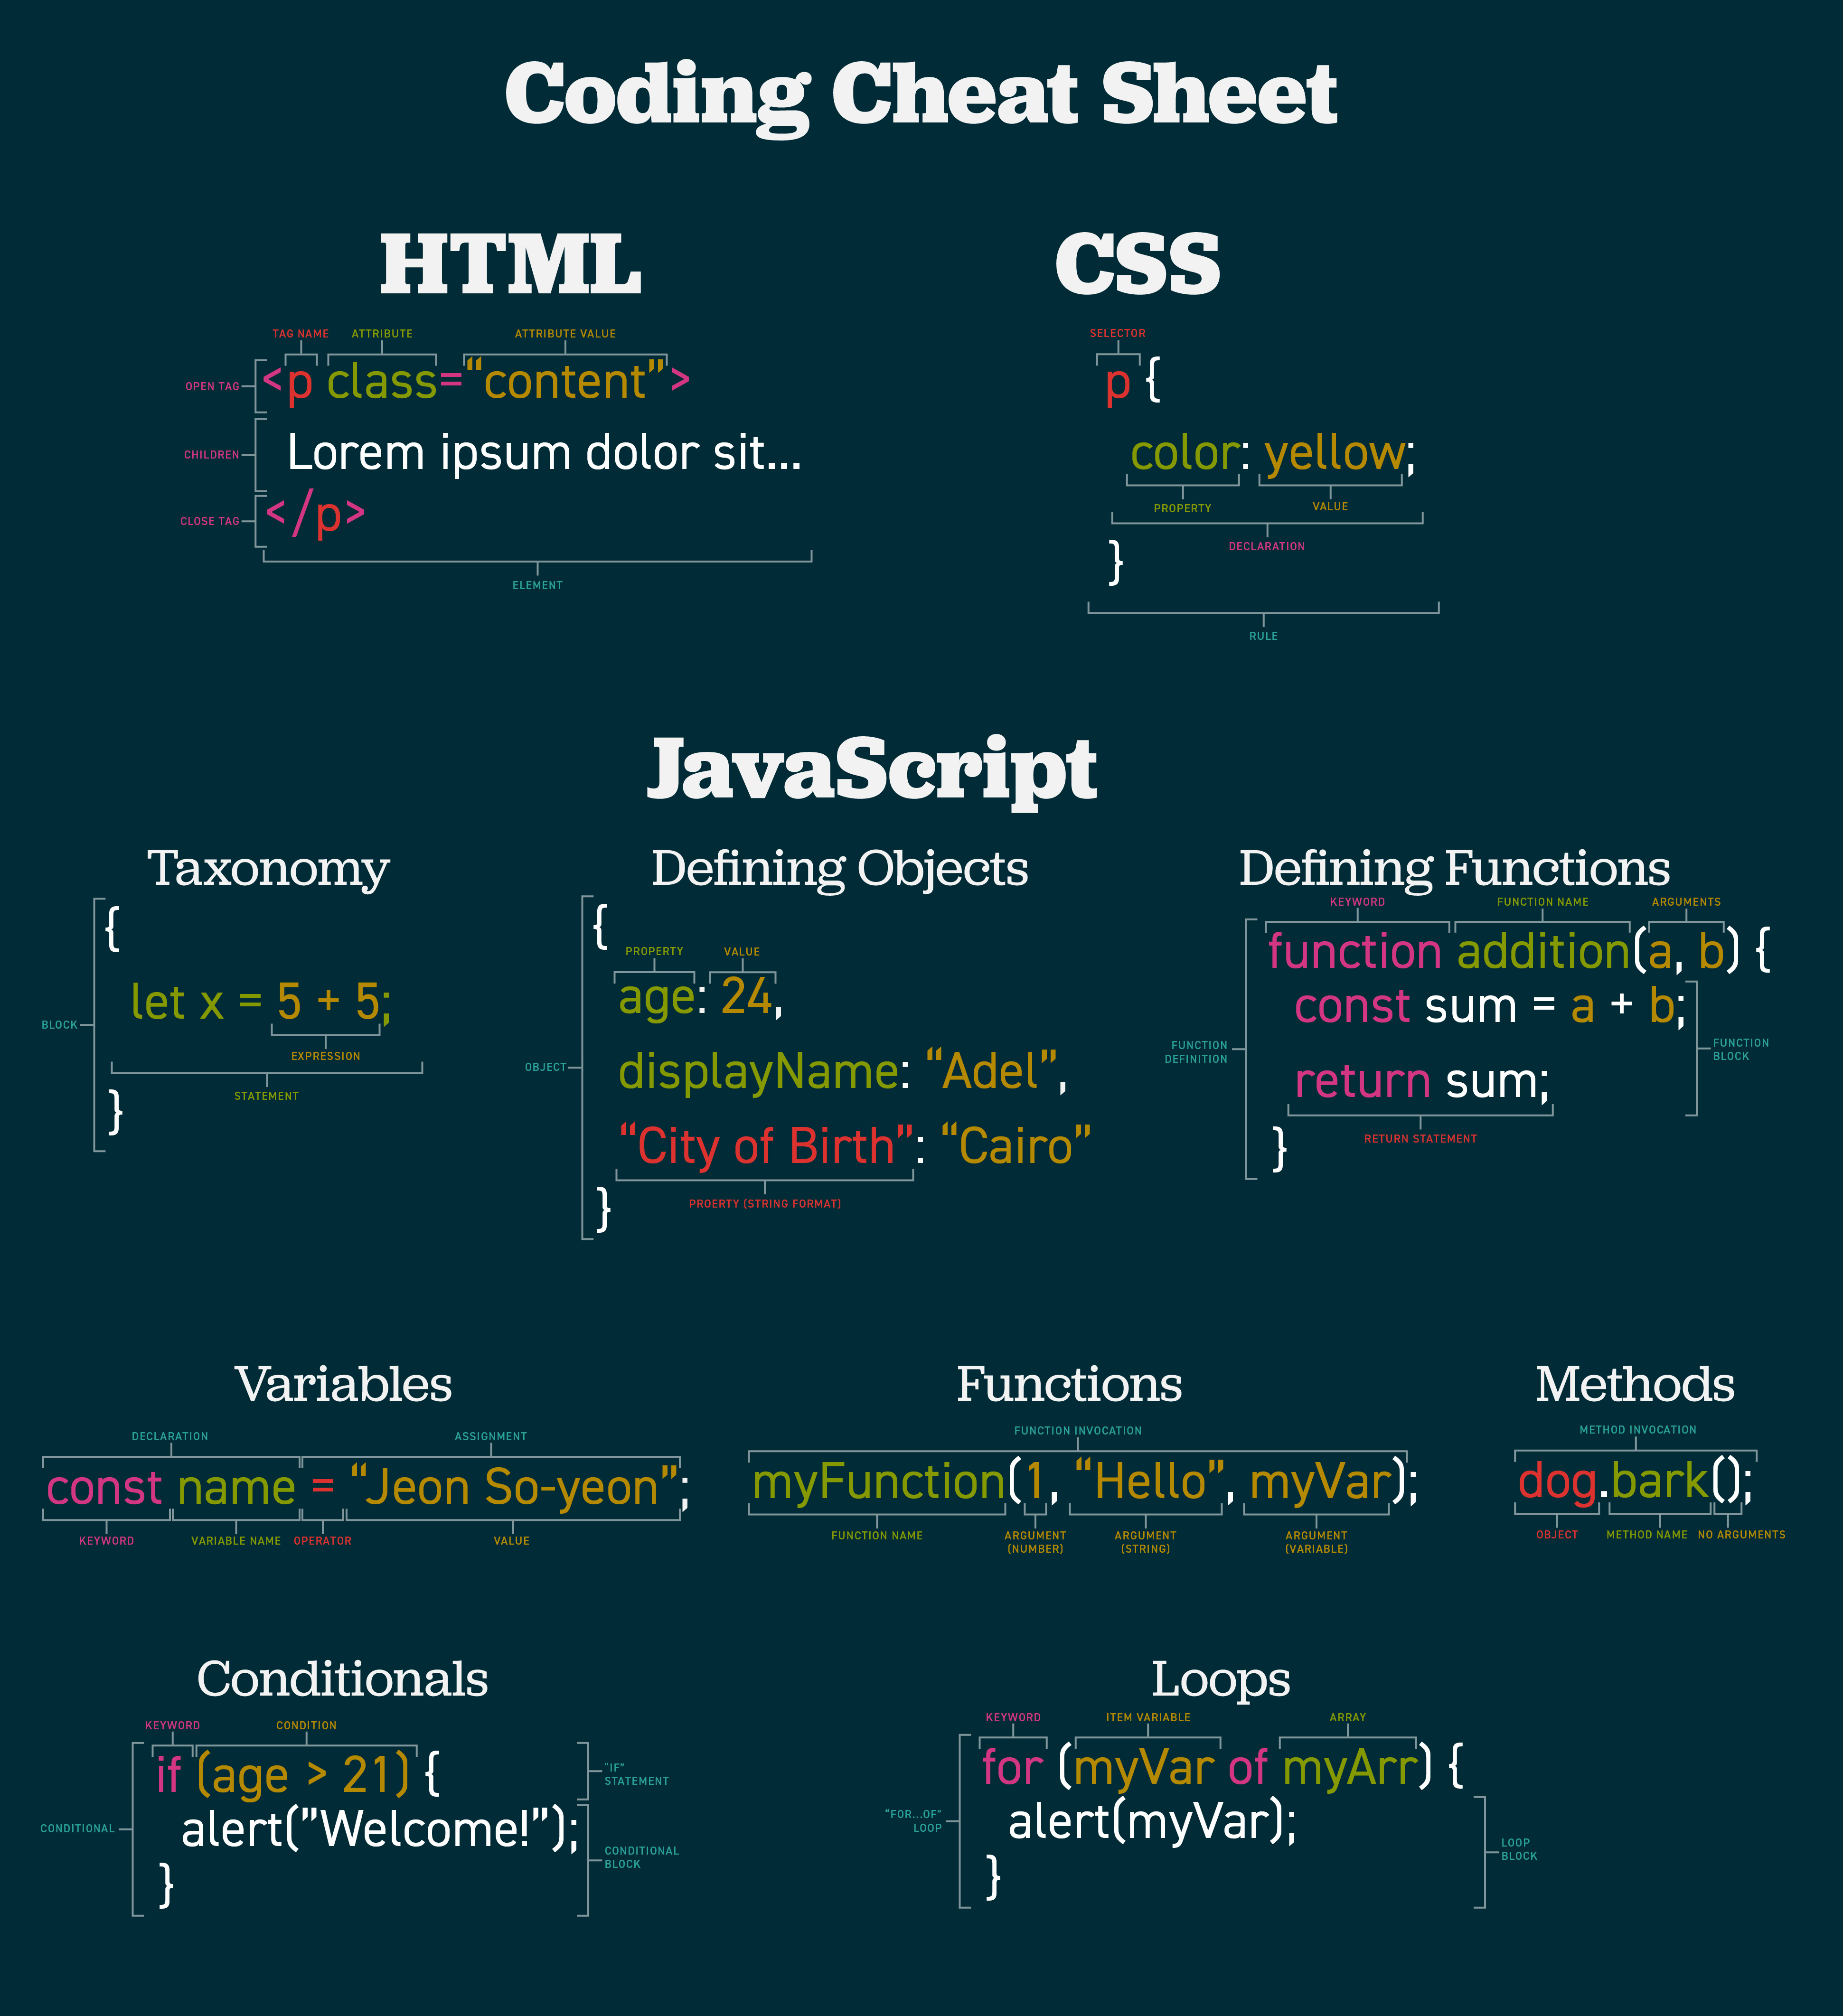 Coding Cheat Sheet
HTML
TAG NAME ATTRIBUTE ATTRIBUTE VALUE
OPEN TAG
<p class=“content”>
CHILDREN
Lorem ipsum dolor sit...
CLOSE TAG
</p>
ELEMENT
CSS
SELECTOR
p {
color: yellow;
PROPERTY VALUE
DECLARATION
}
RULE
JavaScript
Taxonomy
{
let x = 5 + 5;
BLOCK
EXPRESSION
STATEMENT
}
Defining Objects
{
PROPERTY VALUE
age: 24,
OBJECT
displayName: “Adel”,
“City of Birth”: “Cairo”
PROERTY (STRING FORMAT)
}
Defining Functions
KEYWORD FUNCTION NAME ARGUMENTS
function addition(a, b) {
const sum = a + b;
FUNCTION
DEFINITION
FUNCTION
BLOCK
return sum;
RETURN STATEMENT
}
Variables
DECLARATION ASSIGNMENT
const name = “Jeon So-yeon”;
KEYWORD VARIABLE NAME OPERATOR VALUE
Functions
FUNCTION INVOCATION
myFunction(1, “Hello”, myVar);
FUNCTION NAME
ARGUMENT
(NUMBER)
ARGUMENT
(STRING)
ARGUMENT
(VARIABLE)
Methods
METHOD INVOCATION
dog.bark();
OBJECT METHOD NAME NO ARGUMENTS
Conditionals
KEYWORD CONDITION
if (age > 21) {
“IF”
STATEMENT
CONDITIONAL
alert(”Welcome!”);
CONDITIONAL
BLOCK
}
Loops
KEYWORD ITEM VARIABLE ARRAY
for (myVar of myArr) {
“FOR...OF”
LOOP
alert(myVar);
LOOP
BLOCK
}